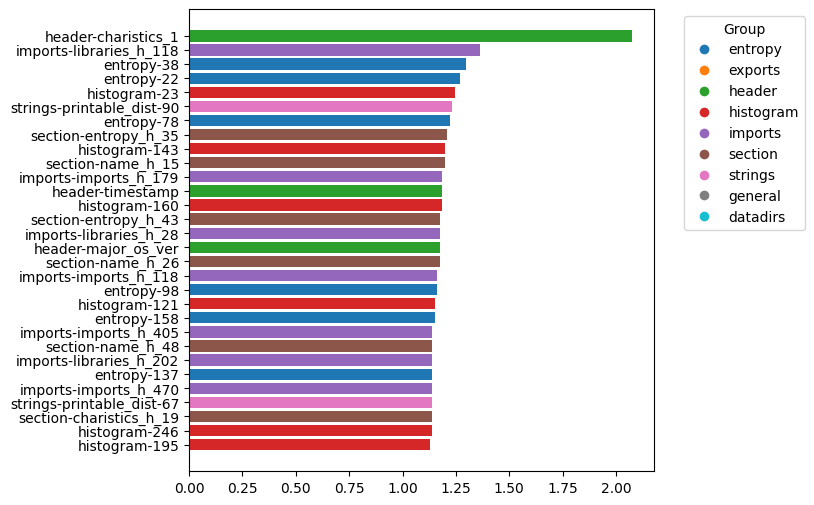 header-charistics_1
imports-libraries_h_118
entropy-38
entropy-22
histogram-23
strings-printable_dist-90
entropy-78
section-entropy_h_35
histogram-143
section-name_h_15
imports-imports_h_179
header-timestamp
histogram-160
section-entropy_h_43
imports-libraries_h_28
header-major_os_ver
section-name_h_26
imports-imports_h_118
entropy-98
histogram-121
entropy-158
imports-imports_h_405
section-name_h_48
imports-libraries_h_202
entropy-137
imports-imports_h_470
strings-printable_dist-67
section-charistics_h_19
histogram-246
histogram-195
0.00 0.25 0.50 0.75 1.00 1.25 1.50 1.75 2.00
Group
entropy
exports
header
histogram
imports
section
strings
general
datadirs